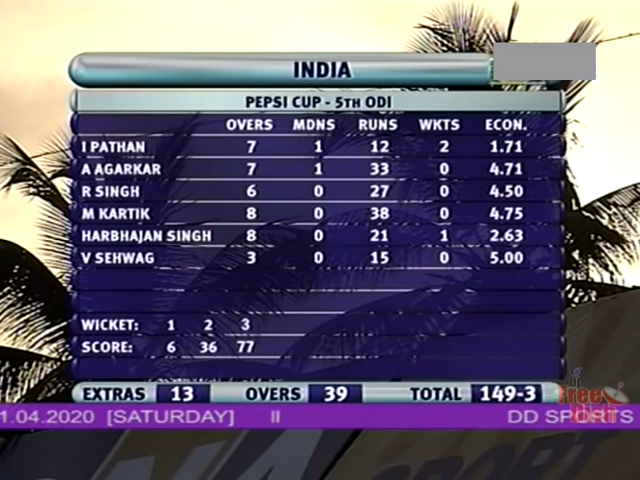 INDIA
PEPSI CUP - 5TH ODI
OVERS MDNS RUNS WKTS ECON.
I PATHAN 7 1 12 2 1.71
A AGARKAR 7 1 33 0 4.71
R SINGH 6 0 27 0 4.50
M KARTIK 8 0 38 0 4.75
HARBHAJAN SINGH 8 0 21 1 2.63
V SEHWAG 3 0 15 0 5.00
WICKET: 1 2 3
SCORE: 6 36 77
EXTRAS 13 OVERS 39 TOTAL 149-3
1.04.2020 [SATURDAY] II DD SPORTS
Free